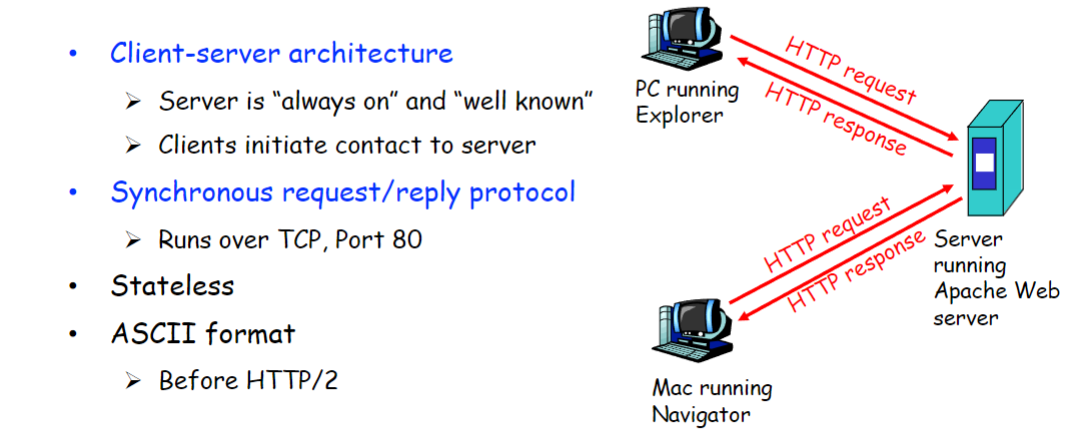 • Client-server architecture
➢ Server is “always on” and “well known”
➢ Clients initiate contact to server
• Synchronous request/reply protocol
➢ Runs over TCP, Port 80
• Stateless
• ASCII format
➢ Before HTTP/2
PC running
Explorer
HTTP request
HTTP response
HTTP request
HTTP response
Server
running
Apache Web
server
Mac running
Navigator